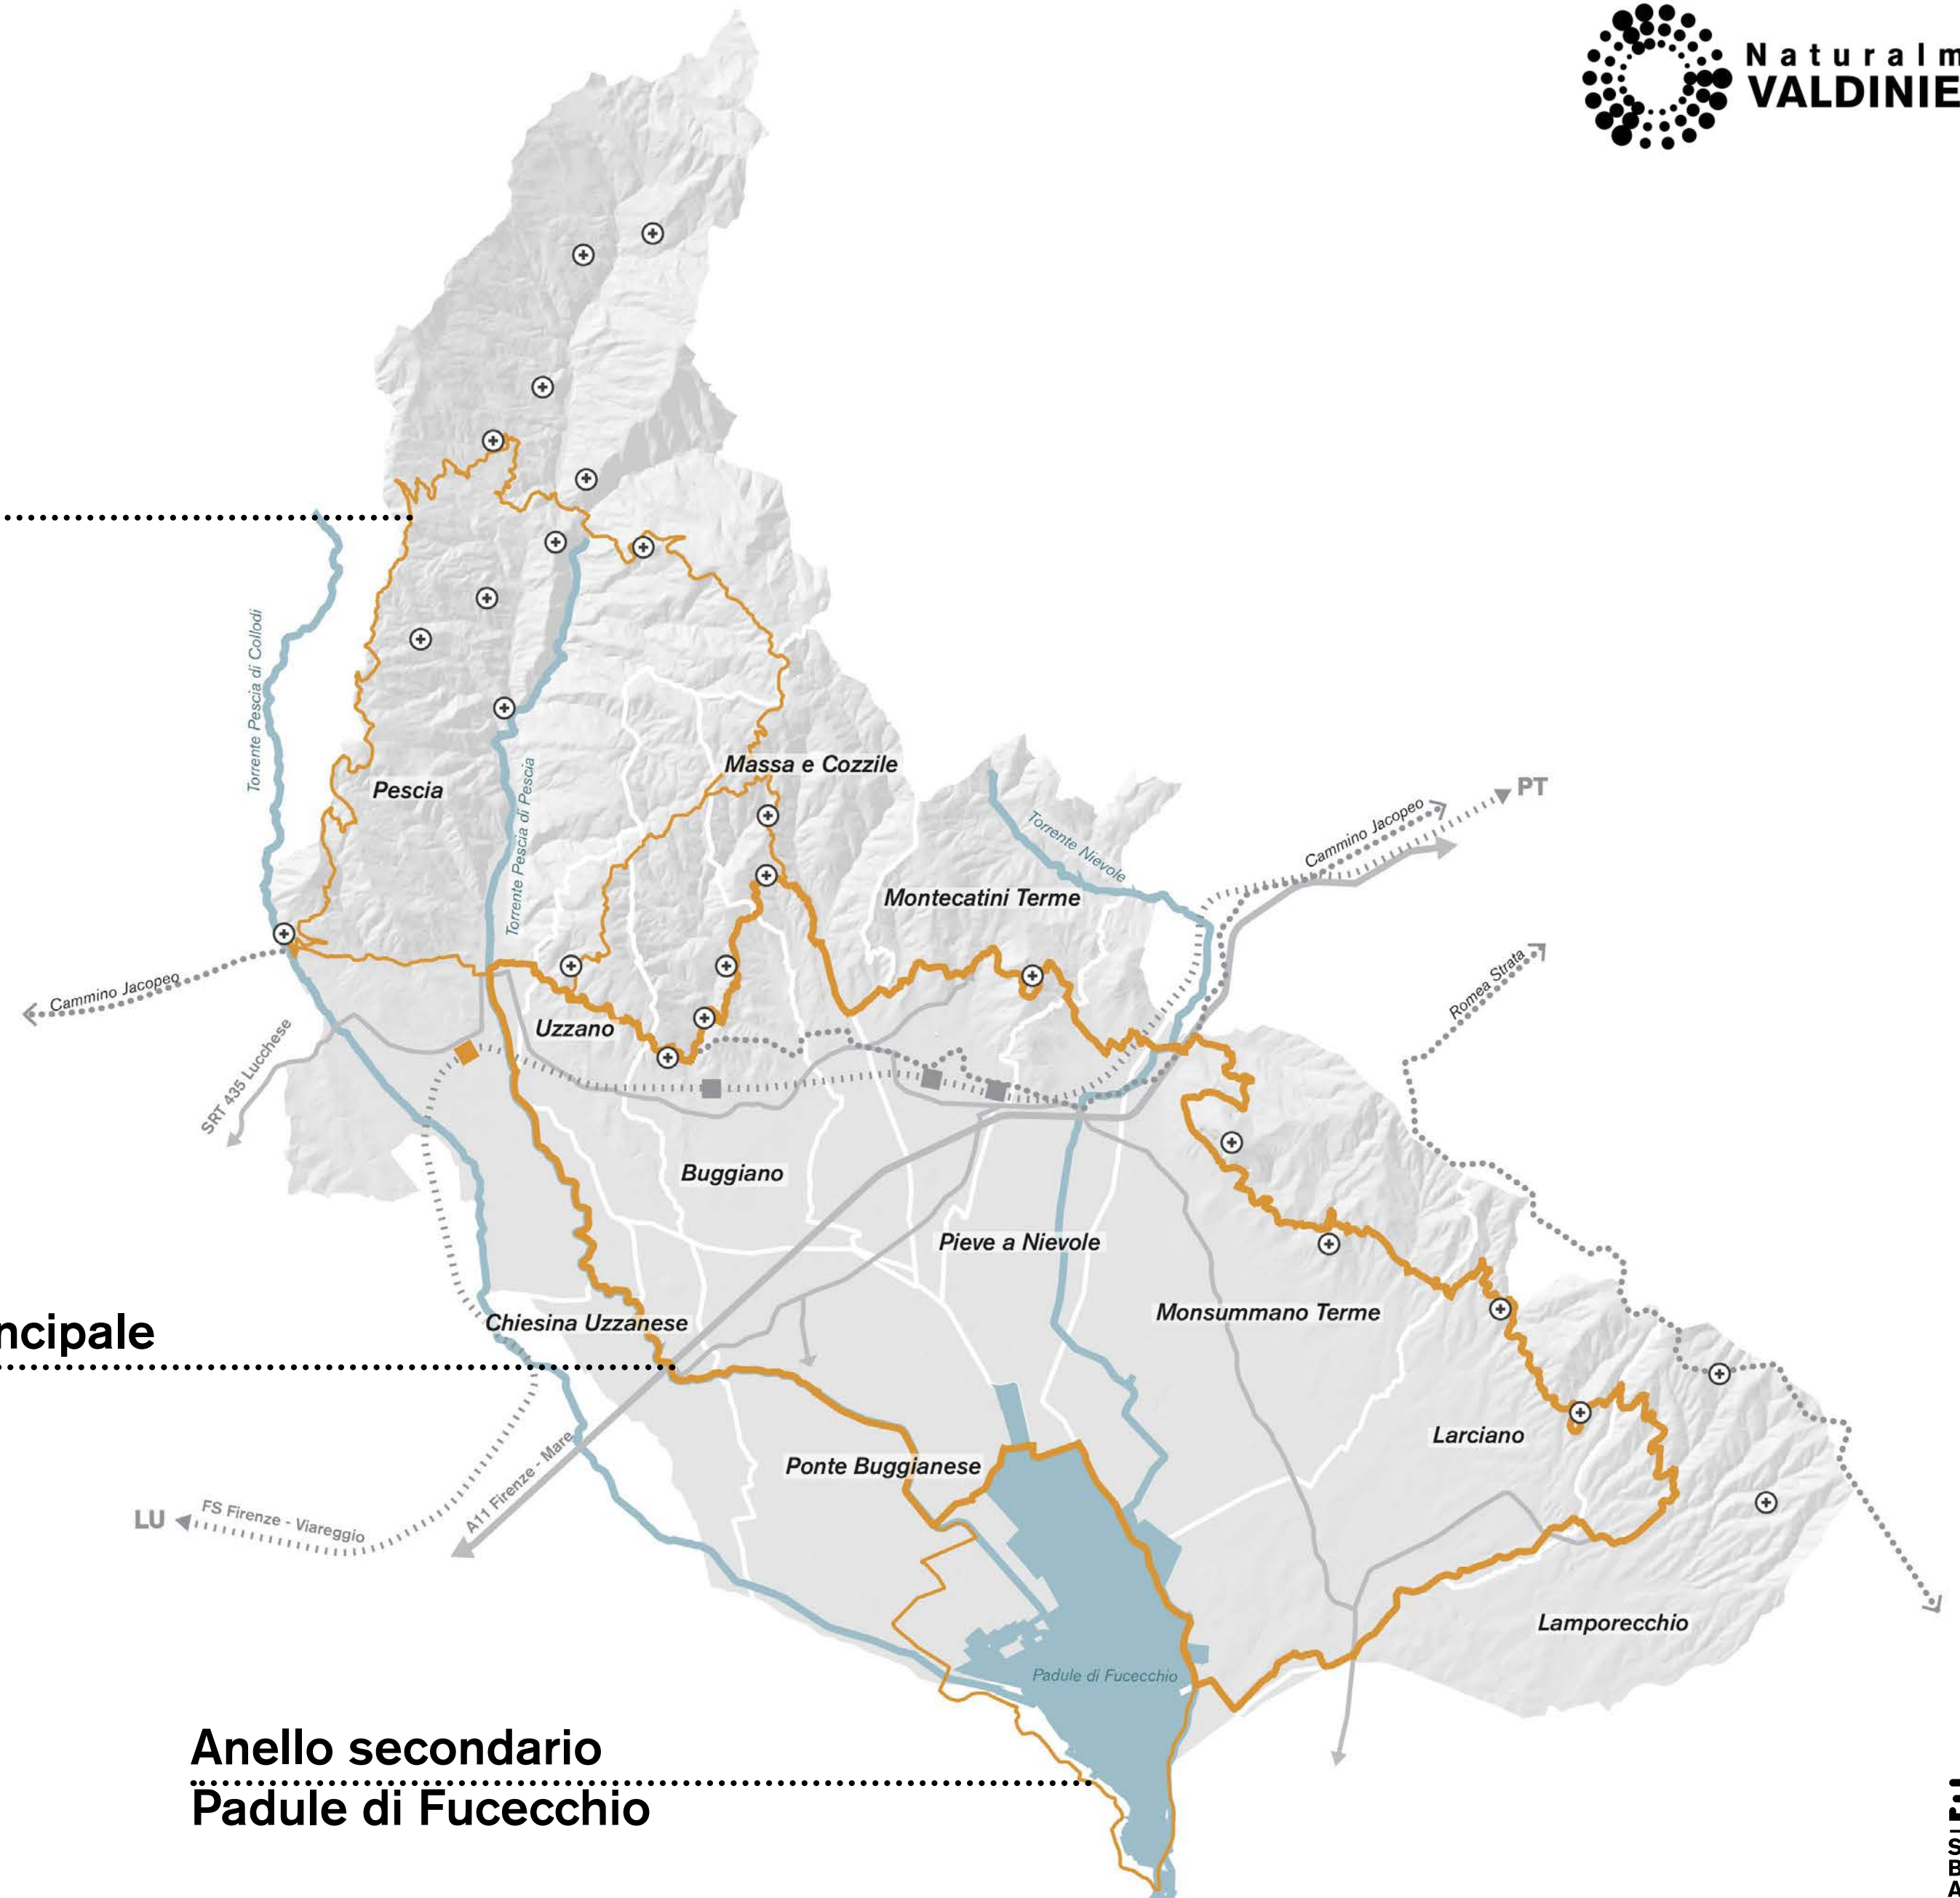 Naturalm
VALDINIE
Torrente Pescia di Collodi
Pescia
Torrente Pescia di Pescia
Massa e Cozzile
Torrente Nievole
Cammino Jacopeo
PT
Montecatini Terme
Romea Strata
Cammino Jacopeo
Uzzano
SRT 435 Lucchese
Buggiano
Pieve a Nievole
Chiesina Uzzanese
Monsummano Terme
ncipale
Larciano
Ponte Buggianese
A11 Firenze - Mare
LU
FS Firenze - Viareggio
Lamporecchio
Padule di Fucecchio
Anello secondario
Padule di Fucecchio
S
B
A